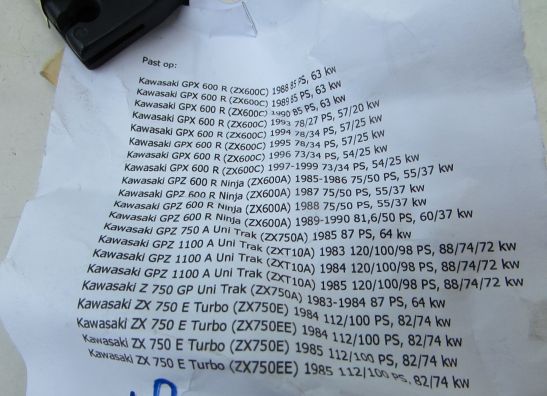 Past op:
Kawasaki GPX 600 R (ZX600C) 1988 85 PS, 63 kw
Kawasaki GPX 600 R (ZX600C) 1989 85 PS, 63 kw
Kawasaki GPX 600 R (ZX600C) 1990 85 PS, 63 kw
Kawasaki GPX 600 R (ZX600C) 1993 78/27 PS, 57/20 kw
Kawasaki GPX 600 R (ZX600C) 1994 78/34 PS, 57/25 kw
Kawasaki GPX 600 R (ZX600C) 1995 78/34 PS, 57/25 kw
Kawasaki GPX 600 R (ZX600C) 1996 73/34 PS, 54/25 kw
Kawasaki GPX 600 R (ZX600C) 1997-1999 73/34 PS, 54/25 kw
Kawasaki GPZ 600 R Ninja (ZX600A) 1985-1986 75/50 PS, 55/37 kw
Kawasaki GPZ 600 R Ninja (ZX600A) 1987 75/50 PS, 55/37 kw
Kawasaki GPZ 600 R Ninja (ZX600A) 1988 75/50 PS, 55/37 kw
Kawasaki GPZ 600 R Ninja (ZX600A) 1989-1990 81,6/50 PS, 60/37 kw
Kawasaki GPZ 750 A Uni Trak (ZX750A) 1985 87 PS, 64 kw
Kawasaki GPZ 1100 A Uni Trak (ZXT10A) 1983 120/100/98 PS, 88/74/72 kw
Kawasaki GPZ 1100 A Uni Trak (ZXT10A) 1984 120/100/98 PS, 88/74/72 kw
Kawasaki GPZ 1100 A Uni Trak (ZXT10A) 1985 120/100/98 PS, 88/74/72 kw
Kawasaki Z 750 GP Uni Trak (ZX750A) 1983-1984 87 PS, 64 kw
Kawasaki ZX 750 E Turbo (ZX750E) 1984 112/100 PS, 82/74 kw
Kawasaki ZX 750 E Turbo (ZX750EE) 1984 112/100 PS, 82/74 kw
Kawasaki ZX 750 E Turbo (ZX750E) 1985 112/100 PS, 82/74 kw
Kawasaki ZX 750 E Turbo (ZX750EE) 1985 112/100 PS, 82/74 kw